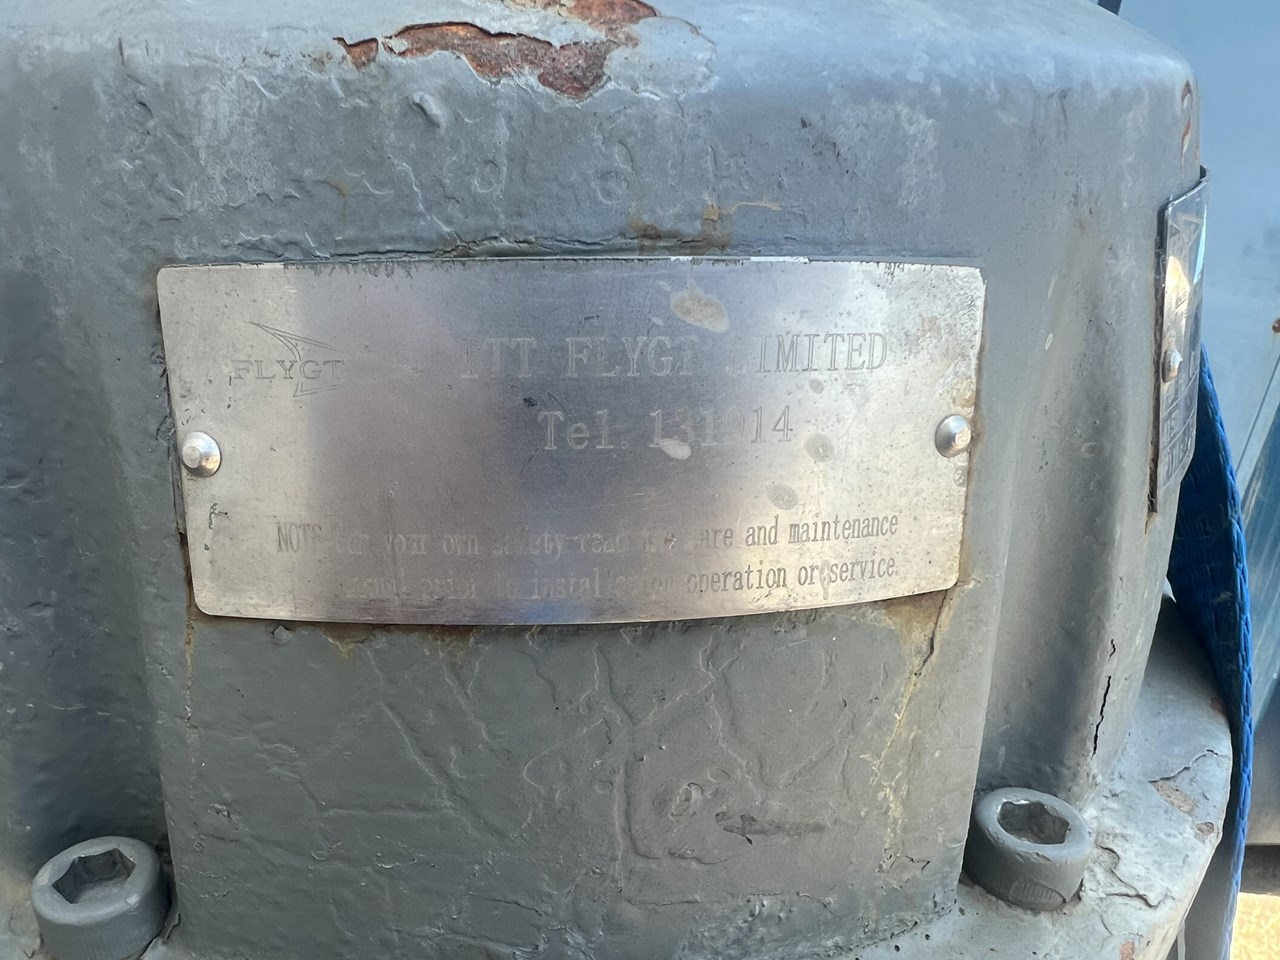 FLYGT
ITT FLYGT LIMITED
Tel. 131914
NOTE: For your own safety read the care and maintenance
manual prior to installation operation or service.